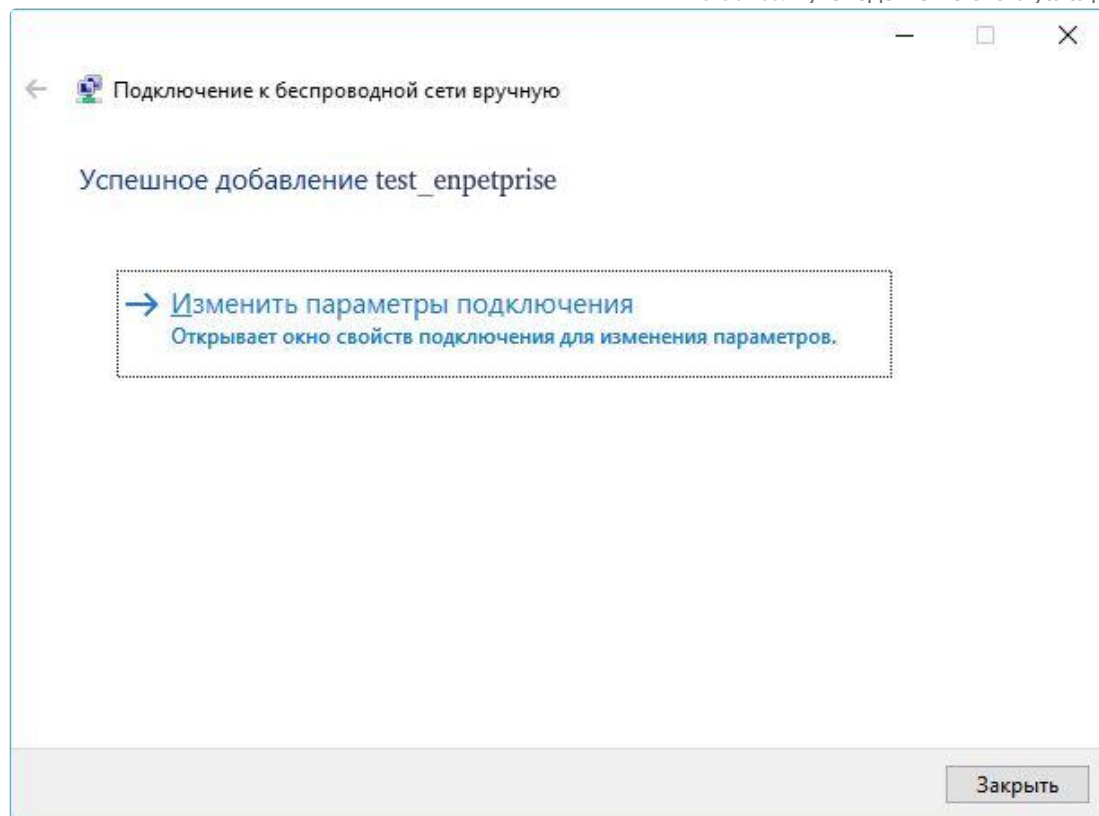 Подключение к беспроводной сети вручную
Успешное добавление test_enpetprise
Изменить параметры подключения
Открывает окно свойств подключения для изменения параметров.
Закрыть